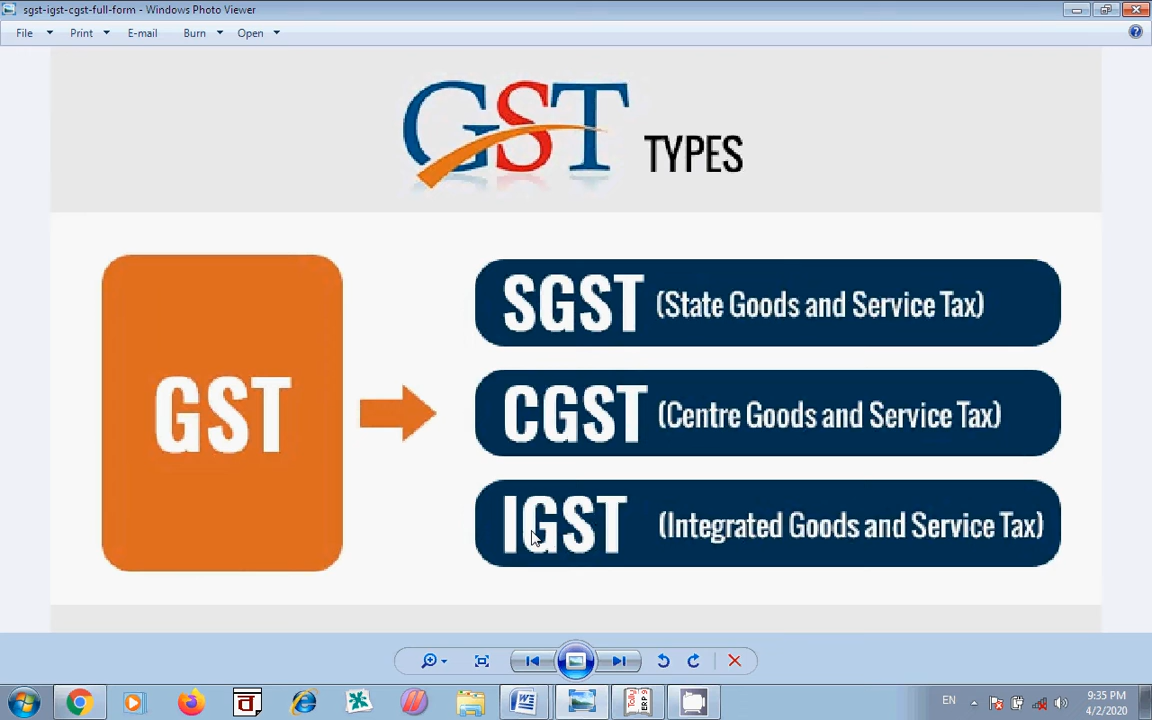 sgst-igst-cgst-full-form - Windows Photo Viewer
File Print E-mail Burn Open
GST TYPES
GST
SGST (State Goods and Service Tax)
CGST (Centre Goods and Service Tax)
IGST (Integrated Goods and Service Tax)
EN
9:35 PM
4/2/2020